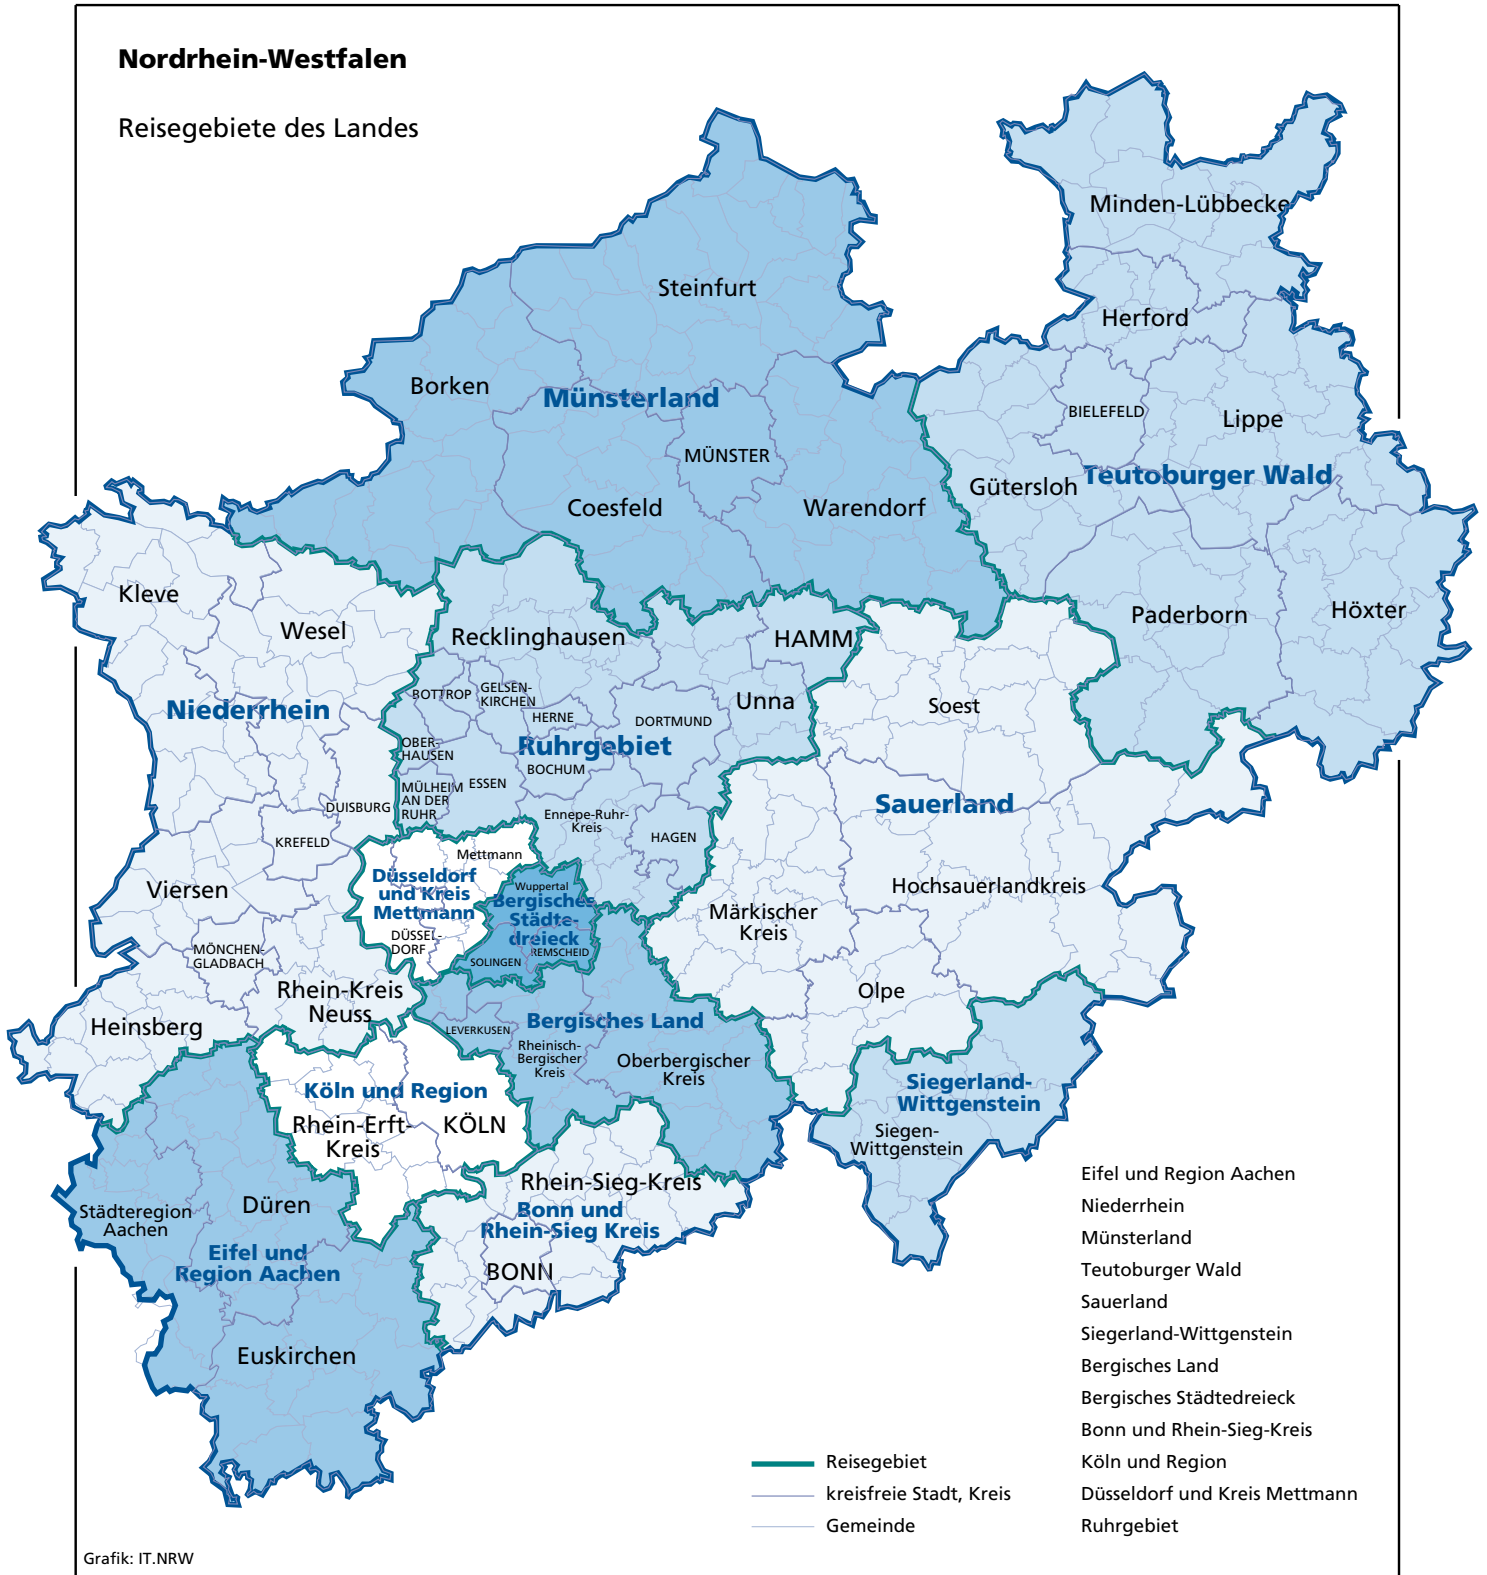 Nordrhein-Westfalen
Reisegebiete des Landes
Minden-Lübbecke
Steinfurt
Herford
Borken
Münsterland
BIELEFELD
Lippe
MÜNSTER
Teutoburger Wald
Gütersloh
Coesfeld
Warendorf
Kleve
Wesel
Recklinghausen
HAMM
Paderborn
Höxter
Niederrhein
BOTTROP
GELSEN-
KIRCHEN
HERNE
DORTMUND
Unna
Soest
OBER-
HAUSEN
Ruhrgebiet
BOCHUM
MÜLHEIM
AN DER
RUHR
ESSEN
DUISBURG
Sauerland
Ennepe-Ruhr-
Kreis
HAGEN
KREFELD
Mettmann
Düsseldorf
und Kreis
Mettmann
Viersen
Wuppertal
Bergisches
Städte-
dreieck
Hochsauerlandkreis
Märkischer
Kreis
DÜSSEL-
DORF
MÖNCHEN-
GLADBACH
SOLINGEN
REMSCHEID
Rhein-Kreis
Neuss
Olpe
Heinsberg
LEVERKUSEN
Bergisches Land
Rheinisch-
Bergischer
Kreis
Oberbergischer
Kreis
Köln und Region
Siegerland-
Wittgenstein
Rhein-Erft-
Kreis
KÖLN
Siegen-
Wittgenstein
Rhein-Sieg-Kreis
Bonn und
Rhein-Sieg Kreis
Städteregion
Aachen
Düren
Eifel und
Region Aachen
BONN
Euskirchen
Eifel und Region Aachen
Niederrhein
Münsterland
Teutoburger Wald
Sauerland
Siegerland-Wittgenstein
Bergisches Land
Bergisches Städtedreieck
Bonn und Rhein-Sieg-Kreis
Köln und Region
Düsseldorf und Kreis Mettmann
Ruhrgebiet
Reisegebiet
kreisfreie Stadt, Kreis
Gemeinde
Grafik: IT.NRW